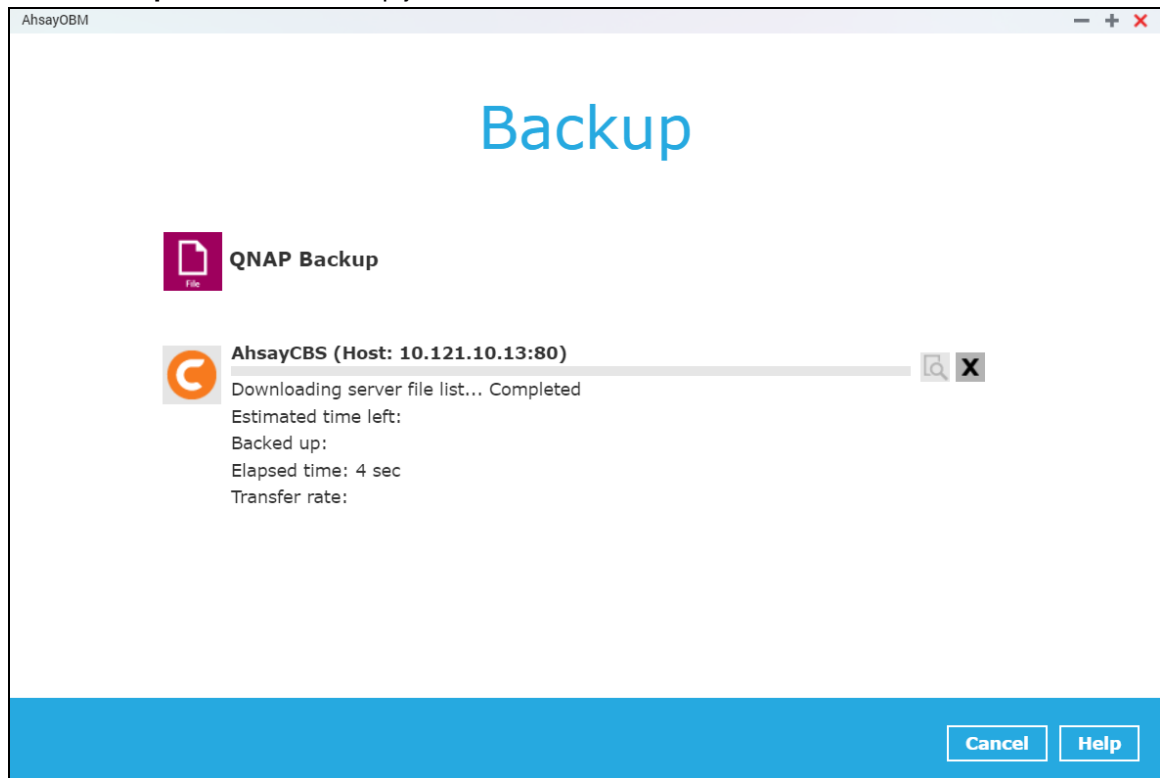 AhsayOBM
Backup
File
QNAP Backup
AhsayCBS (Host: 10.121.10.13:80)
X
Downloading server file list... Completed
Estimated time left:
Backed up:
Elapsed time: 4 sec
Transfer rate:
Cancel Help